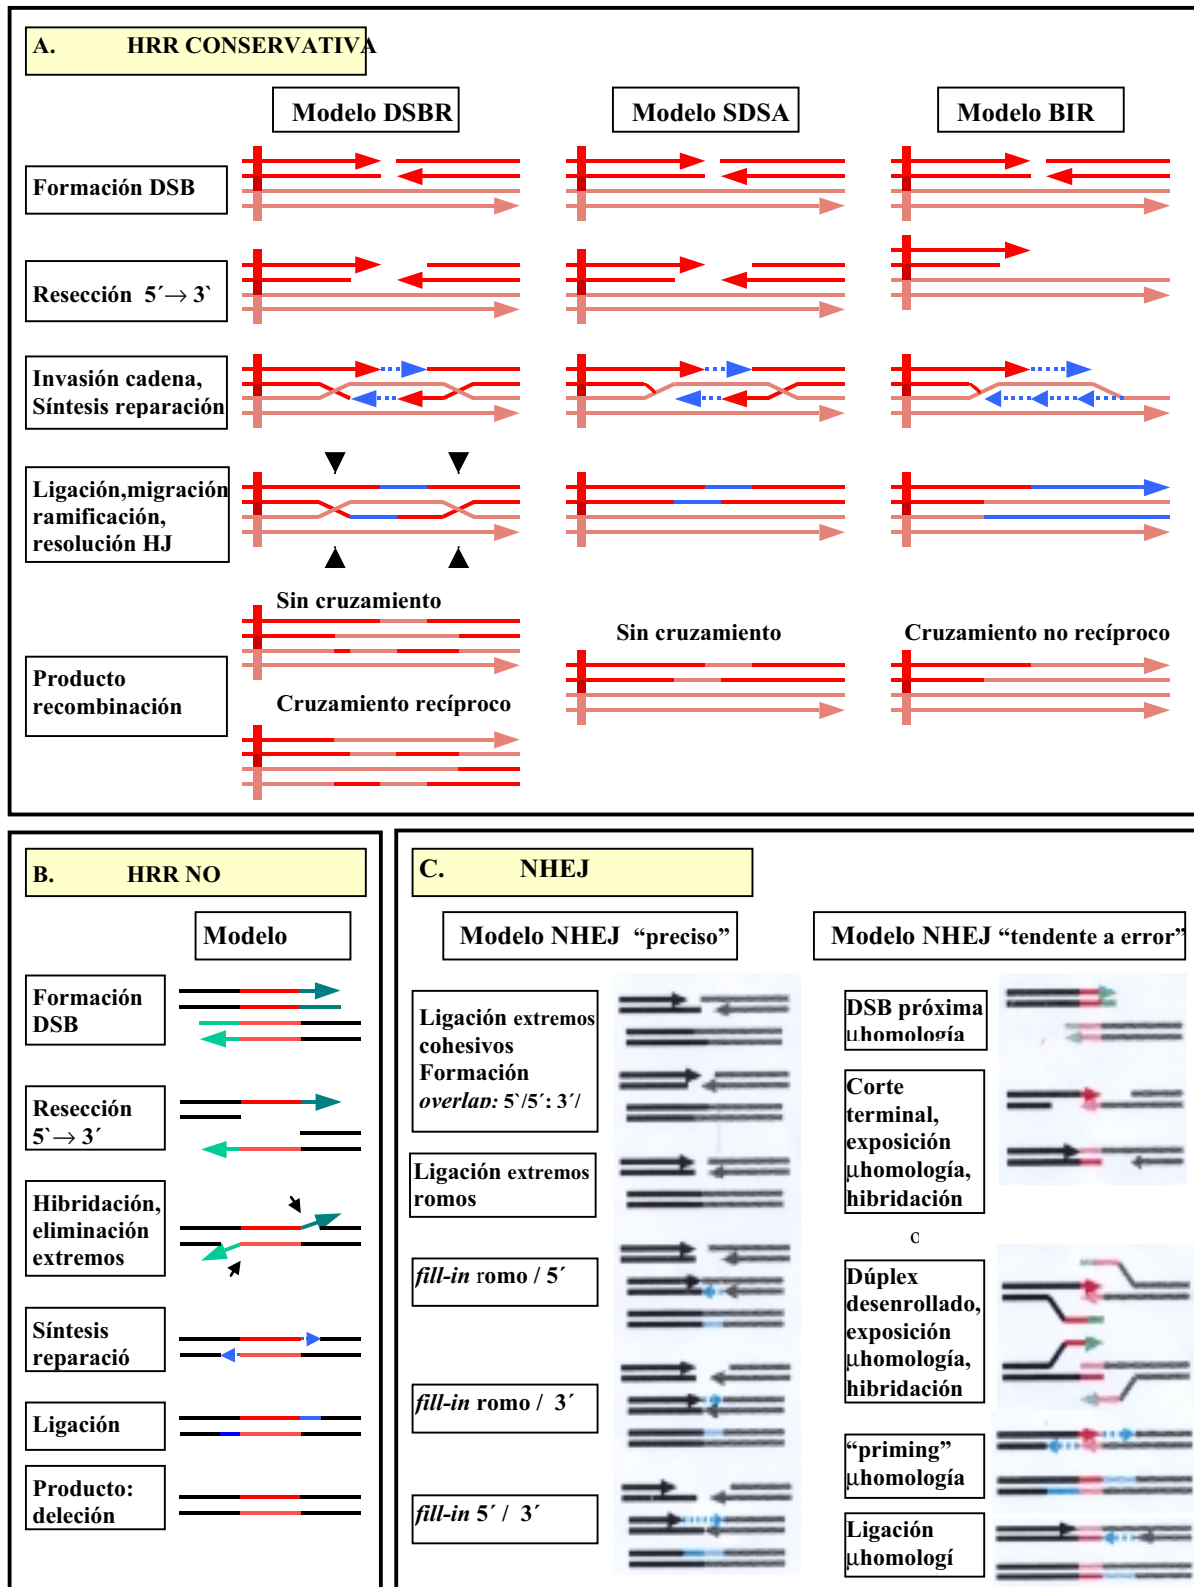 A. HRR CONSERVATIVA
Modelo DSBR
Modelo SDSA
Modelo BIR
Formación DSB
Resección 5´→ 3`
Invasión cadena,
Síntesis reparación
Ligación,migración
ramificación,
resolución HJ
Producto
recombinación
Sin cruzamiento
Cruzamiento recíproco
Sin cruzamiento
Cruzamiento no recíproco
B. HRR NO
Modelo
Formación
DSB
Resección
5`→ 3´
Hibridación,
eliminación
extremos
Síntesis
reparació
Ligación
Producto:
deleción
C. NHEJ
Modelo NHEJ “preciso”
Ligación extremos
cohesivos
Formación
overlap: 5`/5´: 3´/
Ligación extremos
romos
fill-in romo / 5´
fill-in romo / 3´
fill-in 5´ / 3´
Modelo NHEJ “tendente a error”
DSB próxima
µhomología
Corte
terminal,
exposición
µhomología,
hibridación
o
Dúplex
desenrollado,
exposición
µhomología,
hibridación
“priming”
µhomología
Ligación
µhomologí